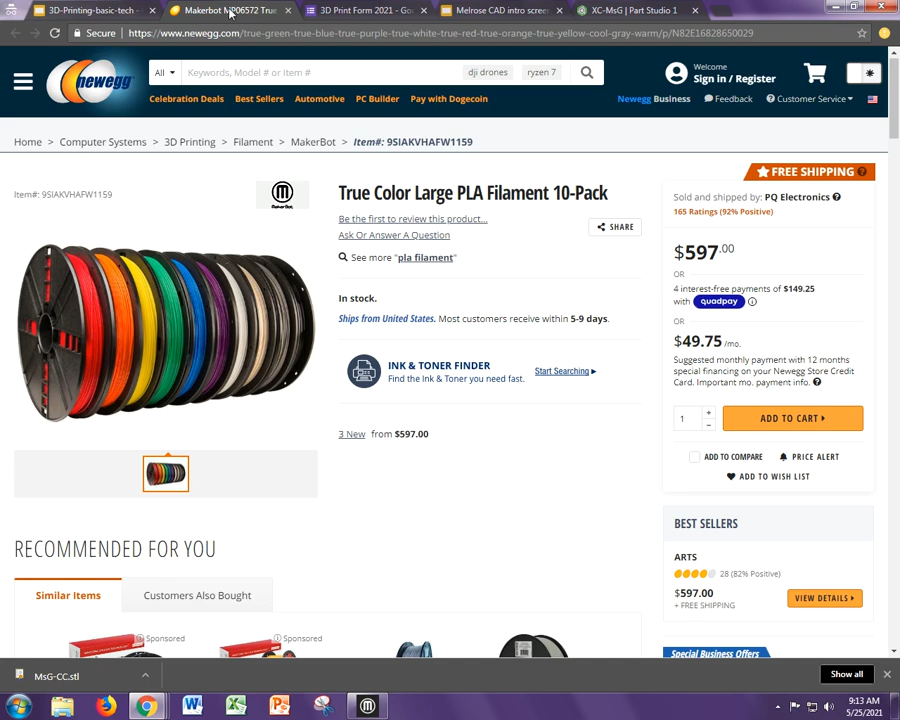 3D-Printing-basic-tech - Makerbot MP06572 True 3D Print Form 2021 - Goo Melrose CAD intro screen XC-MsG | Part Studio 1
Secure https://www.newegg.com/true-green-true-blue-true-purple-true-white-true-red-true-orange-true-yellow-cool-gray-warm/p/N82E16828650029
newegg All Keywords, Model # or Item # dji drones ryzen 7 Welcome
Sign in / Register
Celebration Deals Best Sellers Automotive PC Builder Pay with Dogecoin Newegg Business Feedback Customer Service
Home > Computer Systems > 3D Printing > Filament > MakerBot > Item#: 9SIAKVHAFW1159
FREE SHIPPING ?
Item#: 9SIAKVHAFW1159
MakerBot
True Color Large PLA Filament 10-Pack
Be the first to review this product...
Ask Or Answer A Question
SHARE
See more "pla filament"
In stock.
Ships from United States. Most customers receive within 5-9 days.
INK & TONER FINDER
Find the Ink & Toner you need fast.
Start Searching
3 New from $597.00
Sold and shipped by: PQ Electronics
165 Ratings (92% Positive)
$597.00
OR
4 interest-free payments of $149.25
with quadpay
OR
$49.75 /mo.
Suggested monthly payment with 12 months
special financing on your Newegg Store Credit
Card. Important mo. payment info.
1 + - ADD TO CART
ADD TO COMPARE PRICE ALERT
ADD TO WISH LIST
BEST SELLERS
ARTS
28 (82% Positive)
$597.00
+ FREE SHIPPING
VIEW DETAILS
Special Business Offers
RECOMMENDED FOR YOU
Similar Items Customers Also Bought
Sponsored Sponsored
MsG-CC.stl Show all
9:13 AM
5/25/2021